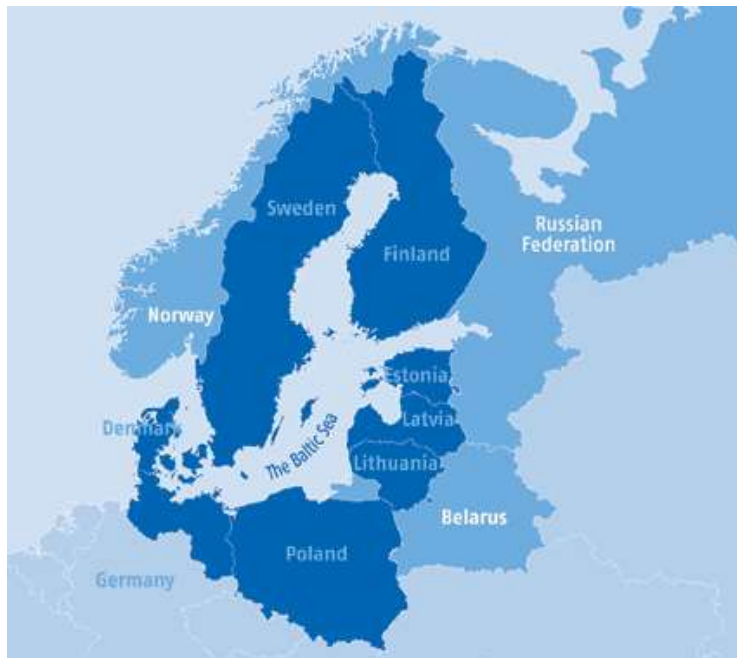 Sweden
Finland
Russian
Federation
Norway
Estonia
Denmark
Latvia
The Baltic Sea
Lithuania
Belarus
Poland
Germany